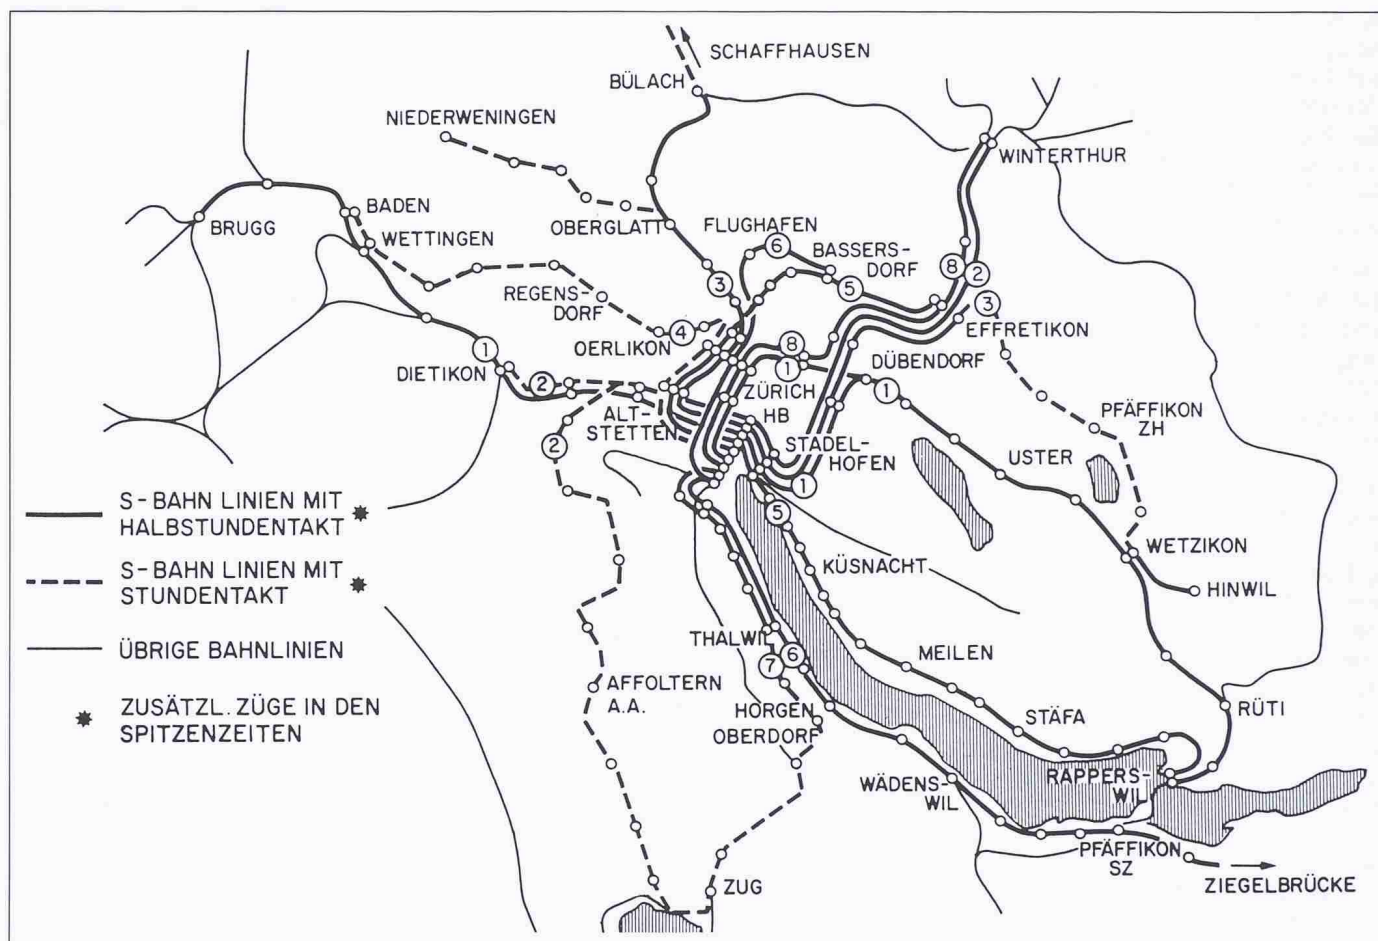 SCHAFFHAUSEN
BÜLACH
NIEDERWENINGEN
WINTERTHUR
BADEN
BRUGG
WETTINGEN
OBERGLATT
FLUGHAFEN
6
BASSERS-
DORF
8
2
3
5
3
REGENS-
DORF
4
OERLIKON
EFFRETIKON
1
DIETIKON
2
8
1
DÜBENDORF
1
ZÜRICH
HB
ALT-
STETTEN
PFÄFFIKON
ZH
2
STADEL-
HOFEN
USTER
1
5
S-BAHN LINIEN MIT
HALBSTUNDENTAKT
WETZIKON
S-BAHN LINIEN MIT
STUNDENTAKT
KÜSNACHT
HINWIL
ÜBRIGE BAHNLINIEN
THALWIL
6
7
MEILEN
ZUSÄTZL. ZÜGE IN DEN
SPITZENZEITEN
AFFOLTERN
A.A.
HORGEN
OBERDORF
STÄFA
RÜTI
WÄDENS-
WIL
RAPPERS-
WIL
PFÄFFIKON
SZ
ZUG
ZIEGELBRÜCKE